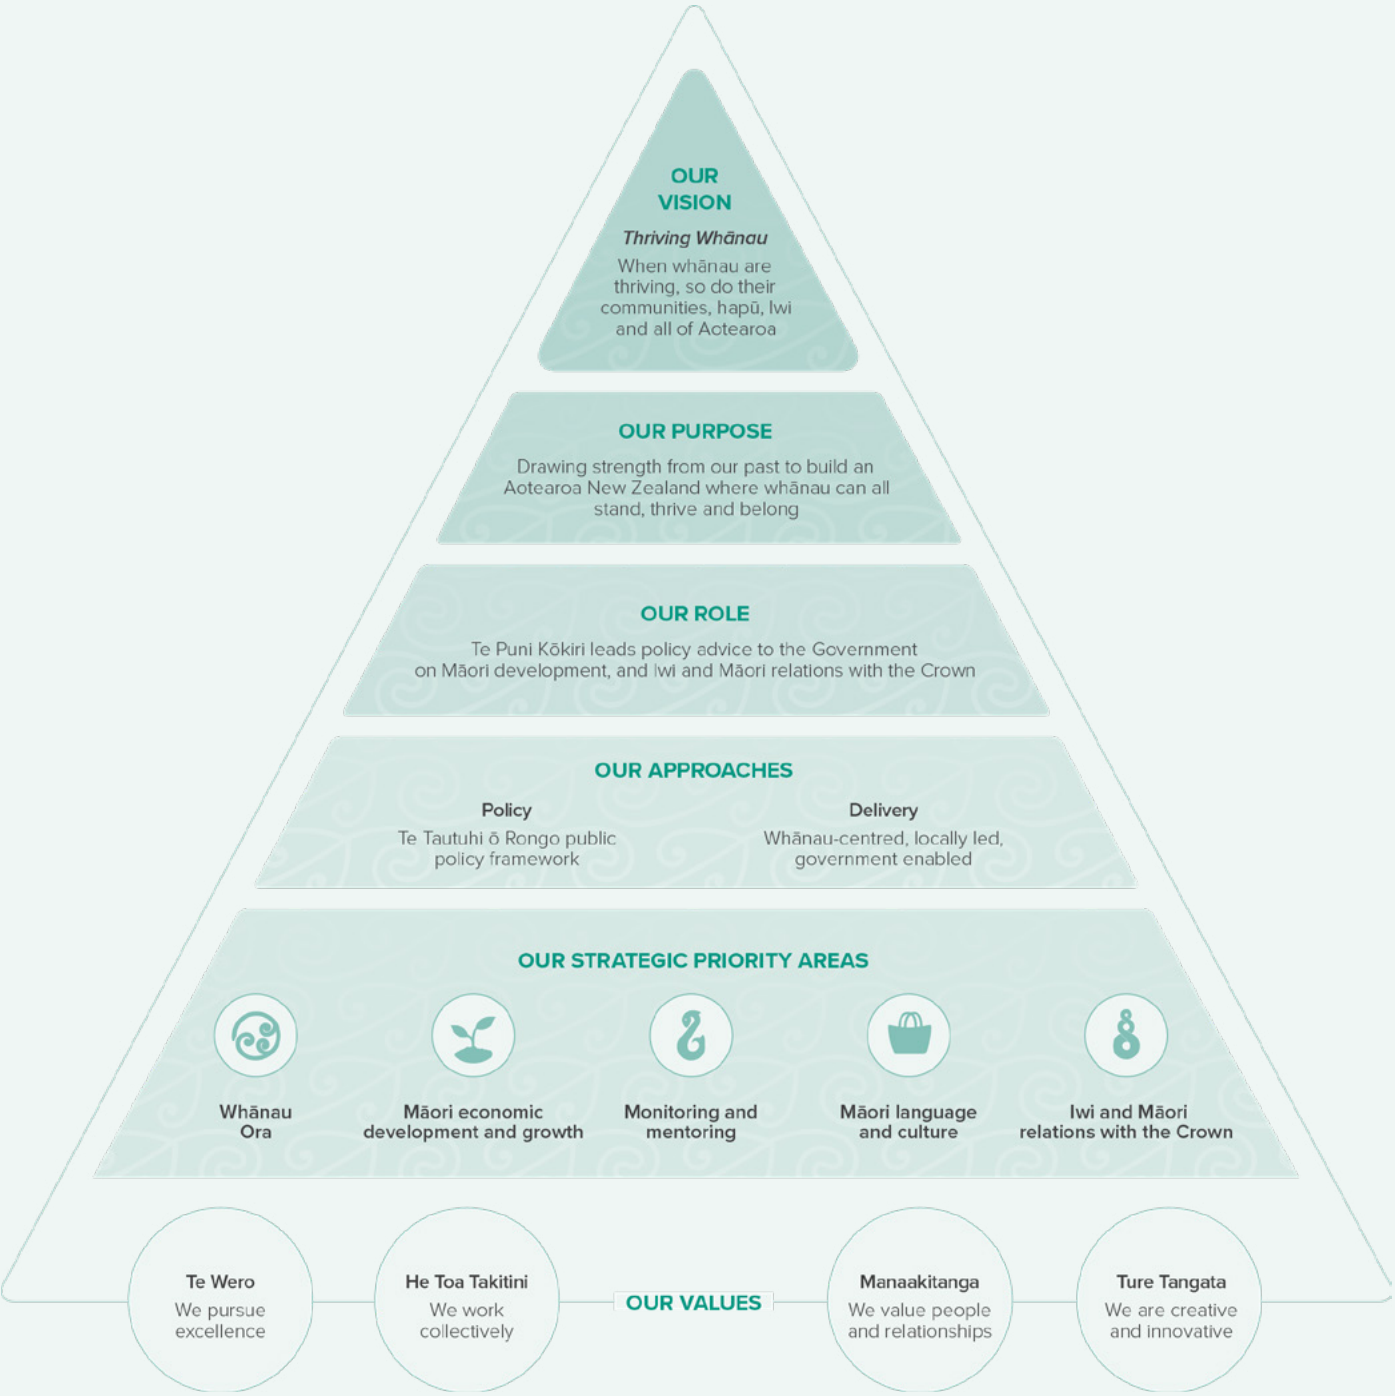 OUR
VISION
Thriving Whānau
When whānau are
thriving, so do their
communities, hapū, Iwi
and all of Aotearoa
OUR PURPOSE
Drawing strength from our past to build an
Aotearoa New Zealand where whānau can all
stand, thrive and belong
OUR ROLE
Te Puni Kōkiri leads policy advice to the Government
on Māori development, and Iwi and Māori relations with the Crown
OUR APPROACHES
Policy
Te Tautuhi ō Rongo public
policy framework
Delivery
Whānau-centred, locally led,
government enabled
OUR STRATEGIC PRIORITY AREAS
Whānau
Ora
Māori economic
development and growth
Monitoring and
mentoring
Māori language
and culture
Iwi and Māori
relations with the Crown
Te Wero
We pursue
excellence
He Toa Takitini
We work
collectively
OUR VALUES
Manaakitanga
We value people
and relationships
Ture Tangata
We are creative
and innovative